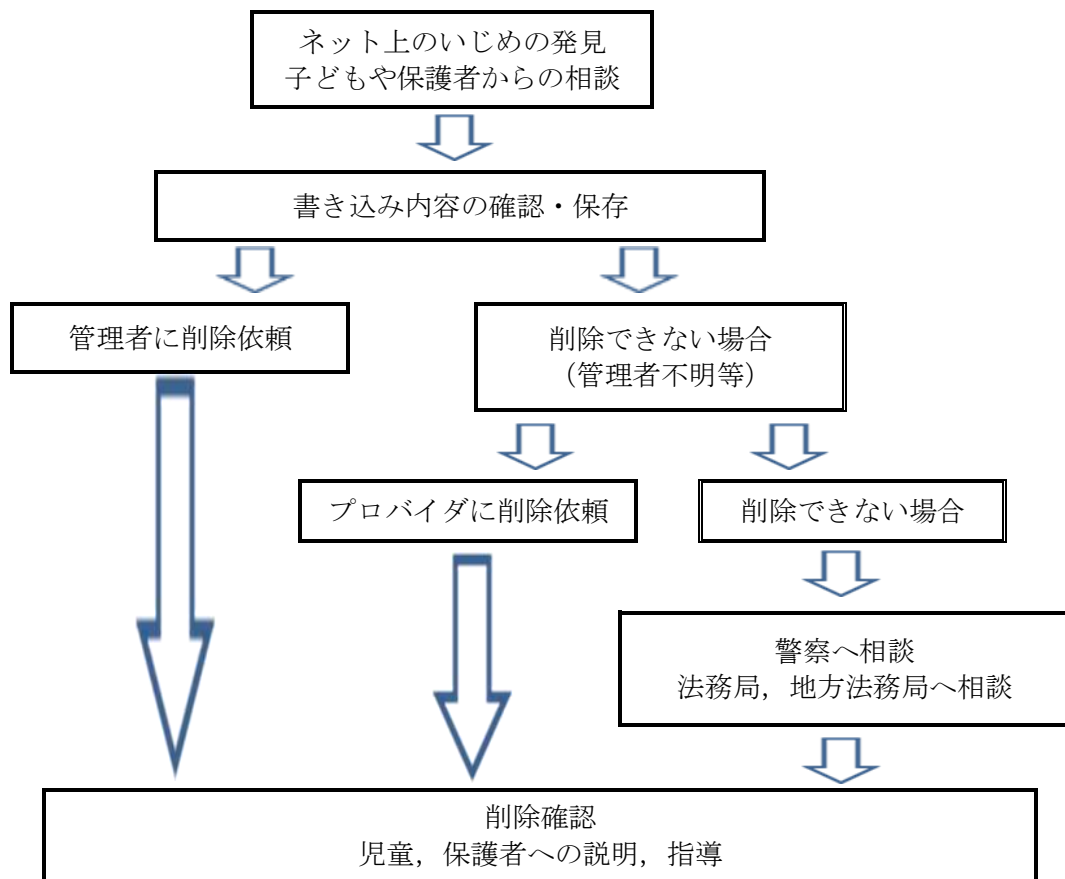 ネット上のいじめの発見
子どもや保護者からの相談
書き込み内容の確認・保存
管理者に削除依頼
削除できない場合
（管理者不明等）
プロバイダに削除依頼
削除できない場合
警察へ相談
法務局，地方法務局へ相談
削除確認
児童，保護者への説明，指導